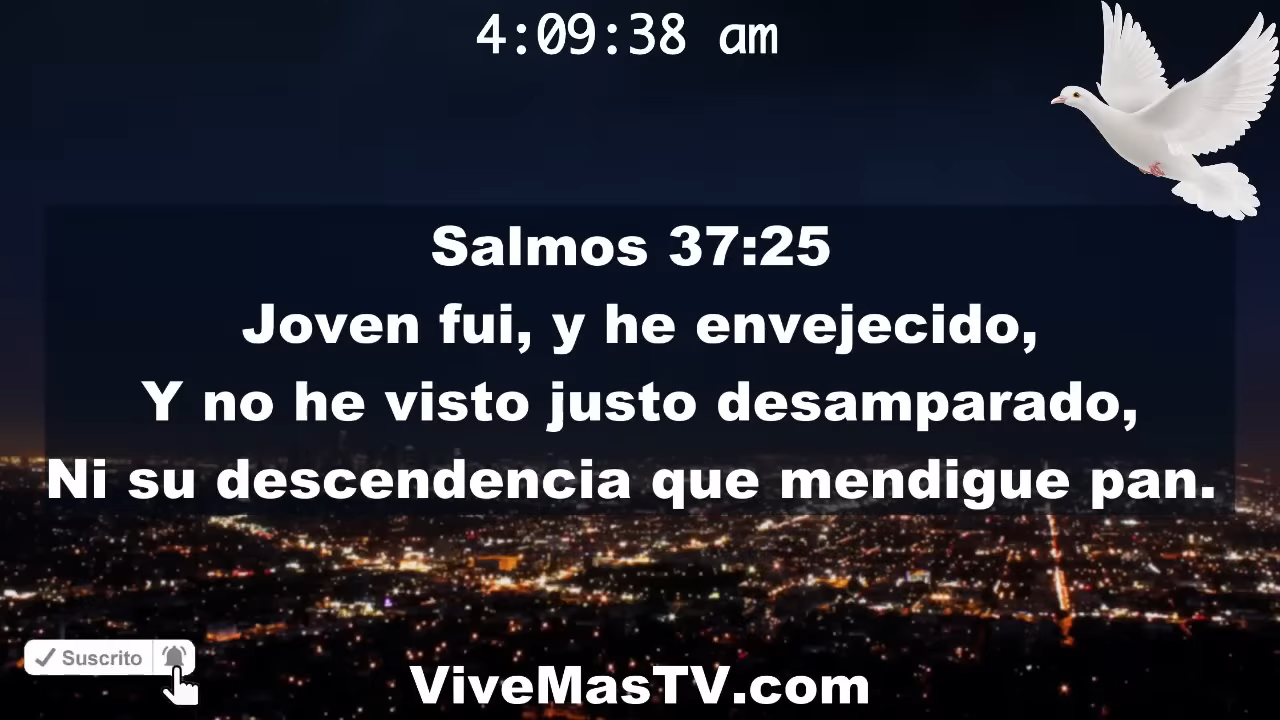 4:09:38 am
Salmos 37:25
Joven fui, y he envejecido,
Y no he visto justo desamparado,
Ni su descendencia que mendigue pan.
Suscrito
ViveMasTV.com